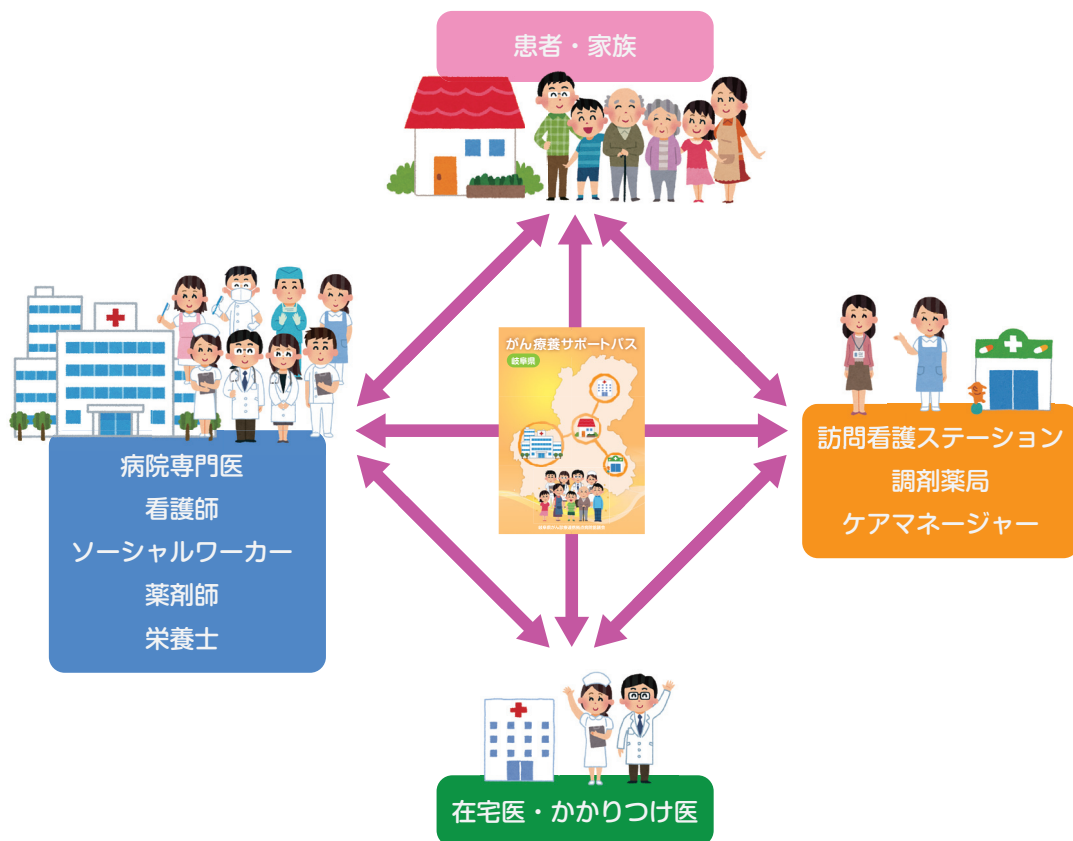 患者・家族
がん療養サポートパス
岐阜県
病院専門医
看護師
ソーシャルワーカー
薬剤師
栄養士
訪問看護ステーション
調剤薬局
ケアマネージャー
在宅医・かかりつけ医